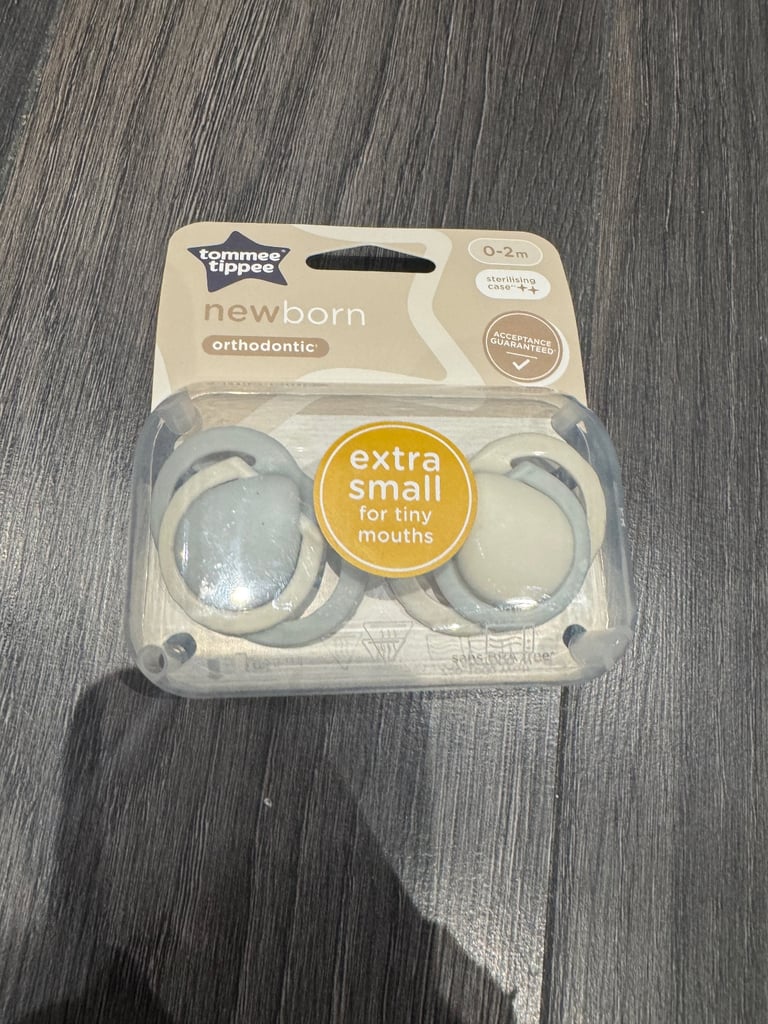 tommee
tippee
newborn
orthodontic
0-2m
sterilising
case
ACCEPTANCE
GUARANTEED
extra
small
for tiny
mouths